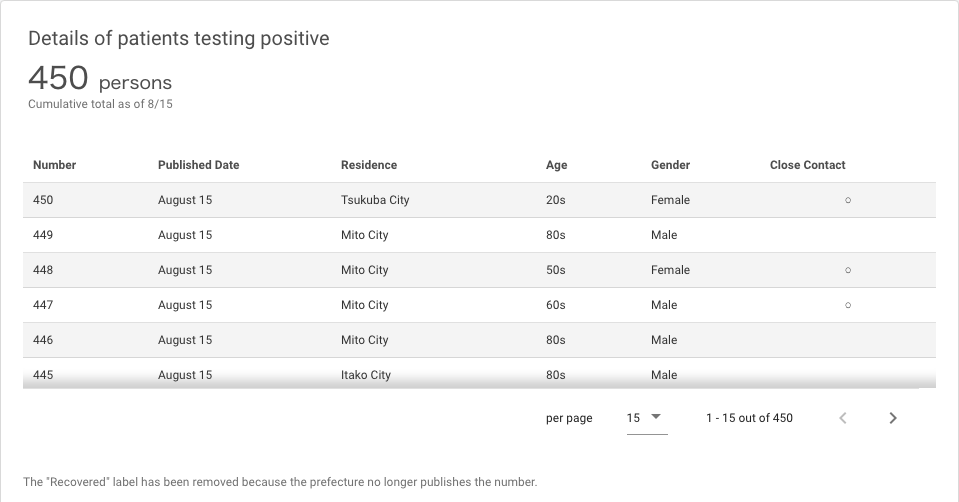 Details of patients testing positive
450 persons
Cumulative total as of 8/15
Number Published Date Residence Age Gender Close Contact
450 August 15 Tsukuba City 20s Female ○
449 August 15 Mito City 80s Male
448 August 15 Mito City 50s Female ○
447 August 15 Mito City 60s Male ○
446 August 15 Mito City 80s Male
445 August 15 Itako City 80s Male
per page 15 1 - 15 out of 450
The "Recovered" label has been removed because the prefecture no longer publishes the number.